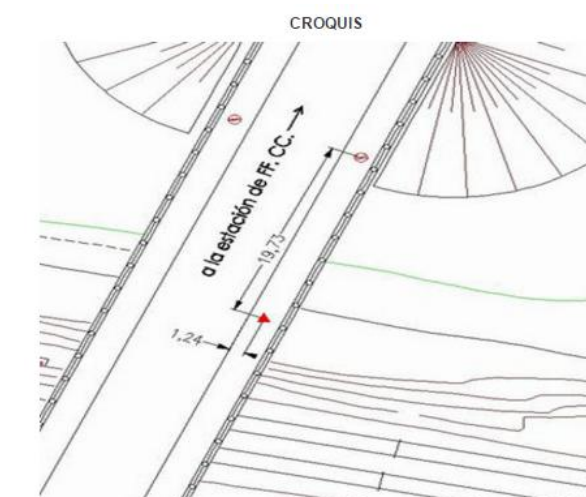 CROQUIS
a la estación de FF. CC.
19,73
1,24